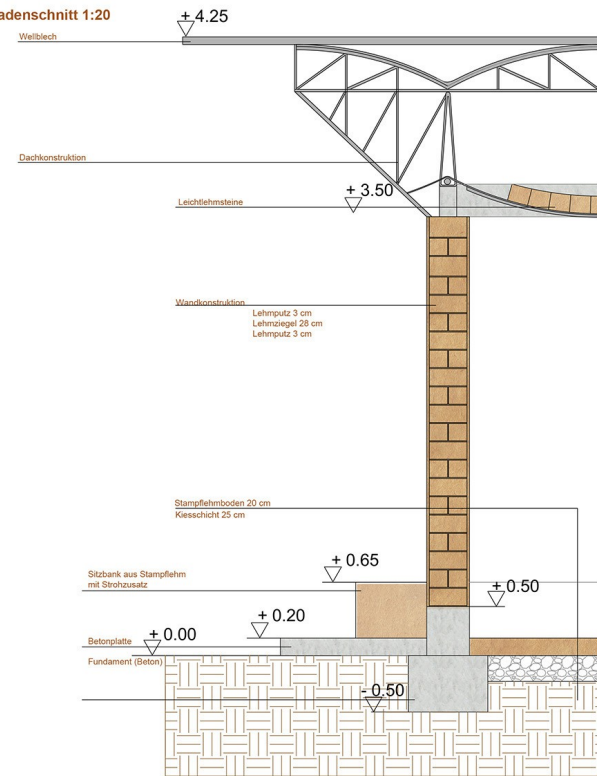 adenschnitt 1:20
+ 4.25
Wellblech
Dachkonstruktion
+ 3.50
Leichtlehmsteine
Wandkonstruktion
Lehmputz 3 cm
Lehmziegel 28 cm
Lehmputz 3 cm
Stampflehmboden 20 cm
Kiesschicht 25 cm
+ 0.65
Sitzbank aus Stampflehm
mit Strohzusatz
+ 0.50
+ 0.20
+ 0.00
Betonplatte
Fundament (Beton)
- 0.50